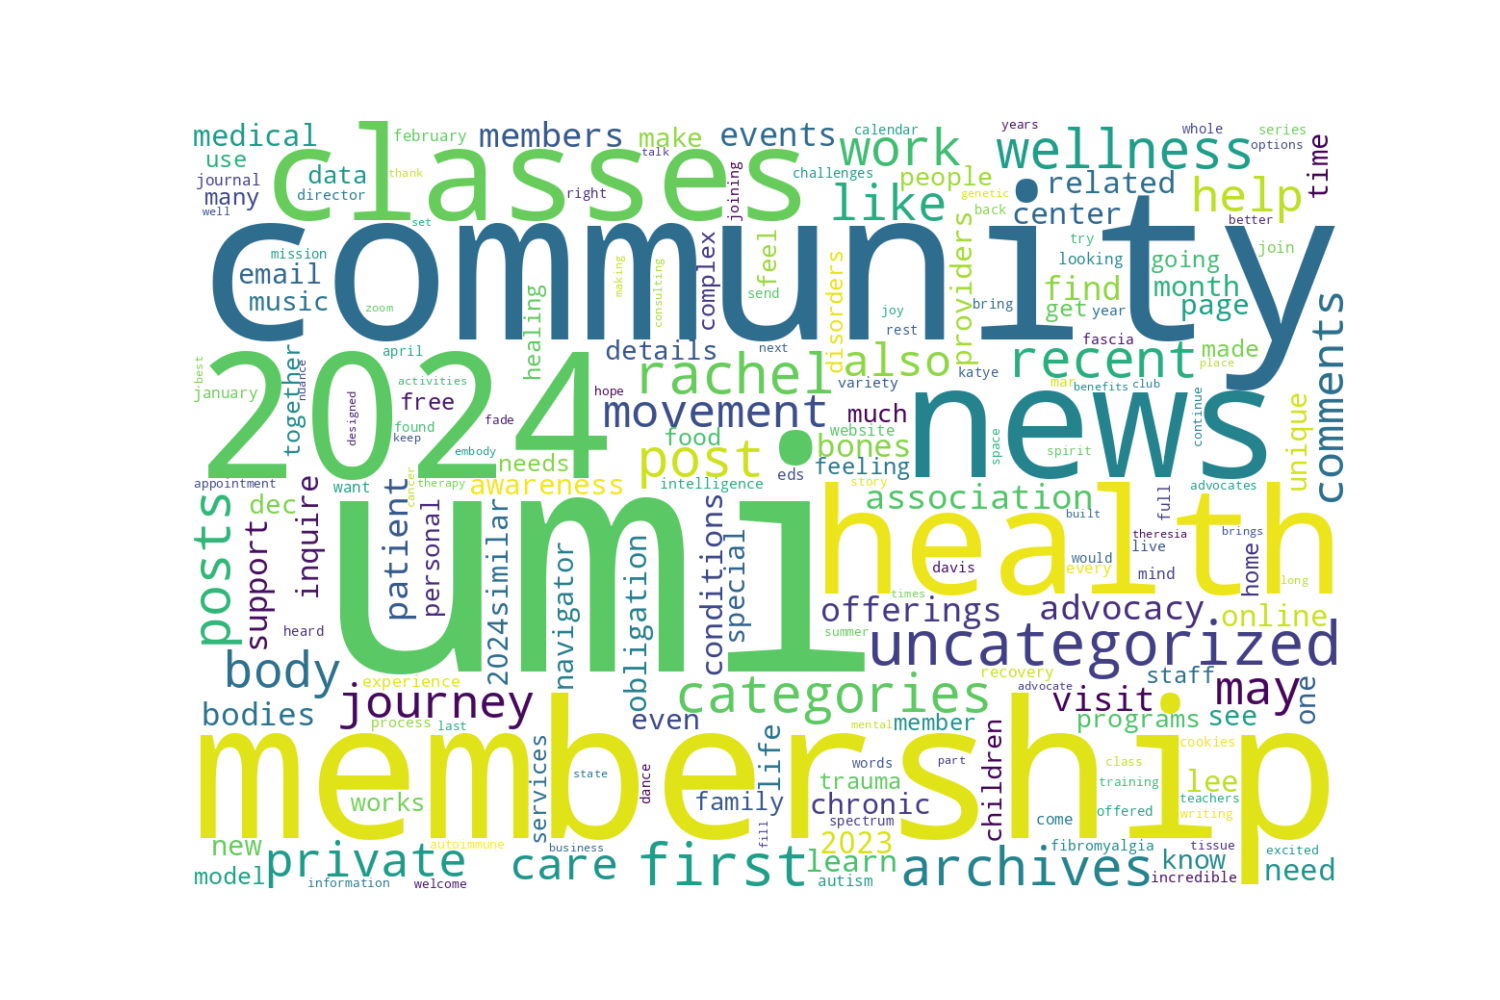 medical
february
members
make
events
calendar
years
whole
series
classes
work
wellness
options
time
use
thank
talk
data
journal
many
director
right
joining
challenges
like
people
genetic
related
help
center
back
better
well
set
community
mission
email
music
zoom
healing
making
consulting
complex
feel
send
disorders
providers
joy
rest
bring
try
looking
find
get
year
going
month
page
join
comments
2024
j-best
january
together
nuance
april
activities
designed
free
found
keep
fade
embody
details
next
hope
rachel
movement
food
also
variety
katye
much
website
bones
feeling
recent
fascia
mar
benefits
club
made
place
continue
unique
news
space
spirit
post
needs
awareness
therapy
cancer
want
appointment
dec
intelligence
eds
story
association
advocates
umi
health
posts
support
inquire
heard
patient
personal
2024similar
navigator
obligation
conditions
special
davis
built
full
theresia
live
would
every
mind
brings
home
long
times
offerings
summer
advocacy
online
uncategorized
body
experience
journey
process
last
bodies
categories
even
mental
member
recovery
advocate
visit
staff
programs
see
may
one
membership
cookies
class
training
lee
teachers
offered
writing
works
services
state
dance
family
life
words
part
trauma
chronic
children
come
spectrum
2023
fill
new
autoimmune
business
model
private
information
welcome
care
first
learn
autism
archives
fibromyalgia
tissue
know
incredible
excited
need